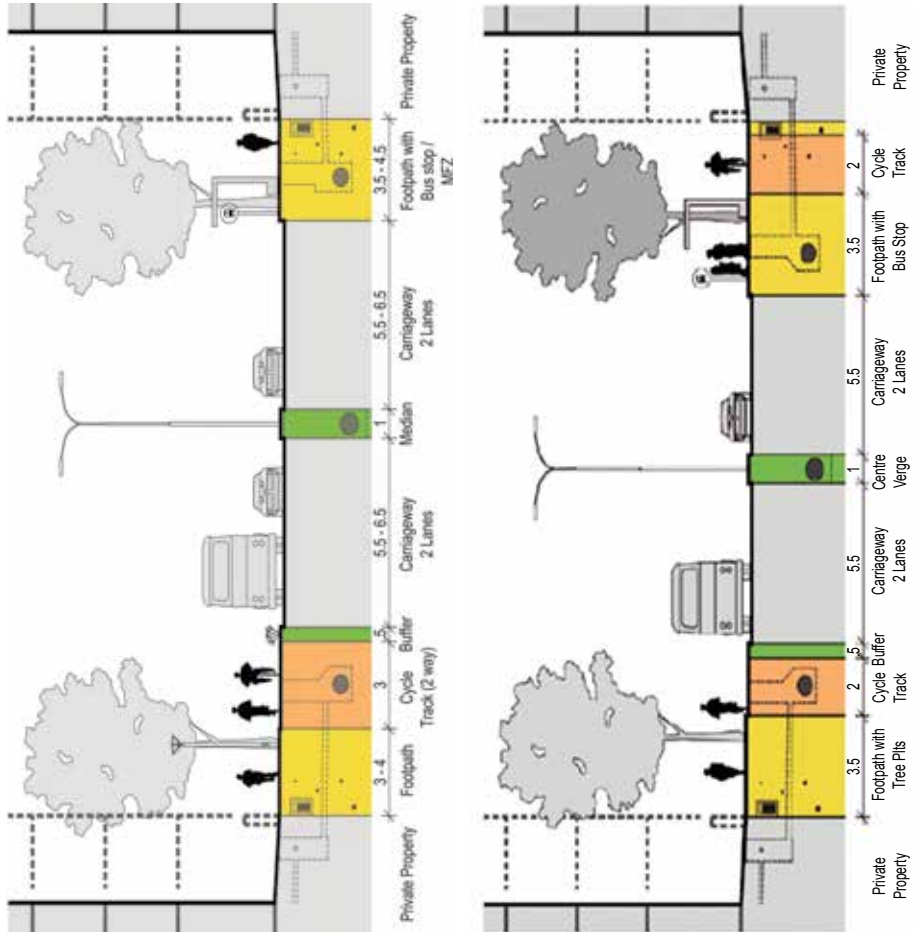 Private Property
3 - 4
Footpath
3
Cycle
Track (2 way)
.5
Buffer
5.5 - 6.5
Carriageway
2 Lanes
1
Median
5.5 - 6.5
Carriageway
2 Lanes
3.5 - 4.5
Footpath with
Bus stop /
MFZ
Private Property
Private
Property
3.5
Footpath with
Tree Pits
2
Cycle
Track
.5
Buffer
5.5
Carriageway
2 Lanes
1
Centre
Verge
5.5
Carriageway
2 Lanes
3.5
Footpath with
Bus Stop
2
Cycle
Track
Private
Property